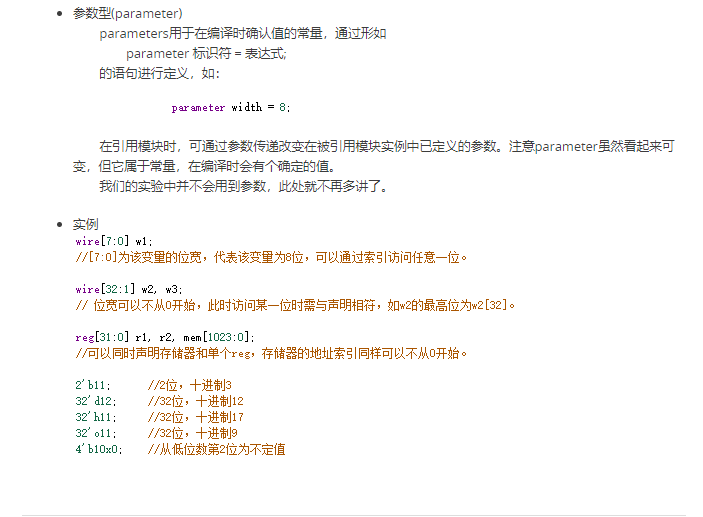 参数型(parameter)
parameters用于在编译时确认值的常量，通过形如
parameter 标识符 = 表达式;
的语句进行定义，如：
parameter width = 8;
在引用模块时，可通过参数传递改变在被引用模块实例中已定义的参数。注意parameter虽然看起来可
变，但它属于常量，在编译时会有个确定的值。
我们的实验中并不会用到参数，此处就不再多讲了。
实例
wire[7:0] w1;
//[7:0]为该变量的位宽，代表该变量为8位，可以通过索引访问任意一位。
wire[32:1] w2, w3;
// 位宽可以不从0开始，此时访问某一位时需与声明相符，如w2的最高位为w2[32]。
reg[31:0] r1, r2, mem[1023:0];
//可以同时声明存储器和单个reg，存储器的地址索引同样可以不从0开始。
2'b11; //2位，十进制3
32'd12; //32位，十进制12
32'h11; //32位，十进制17
32'o11; //32位，十进制9
4'b10x0; //从低位数第2位为不定值